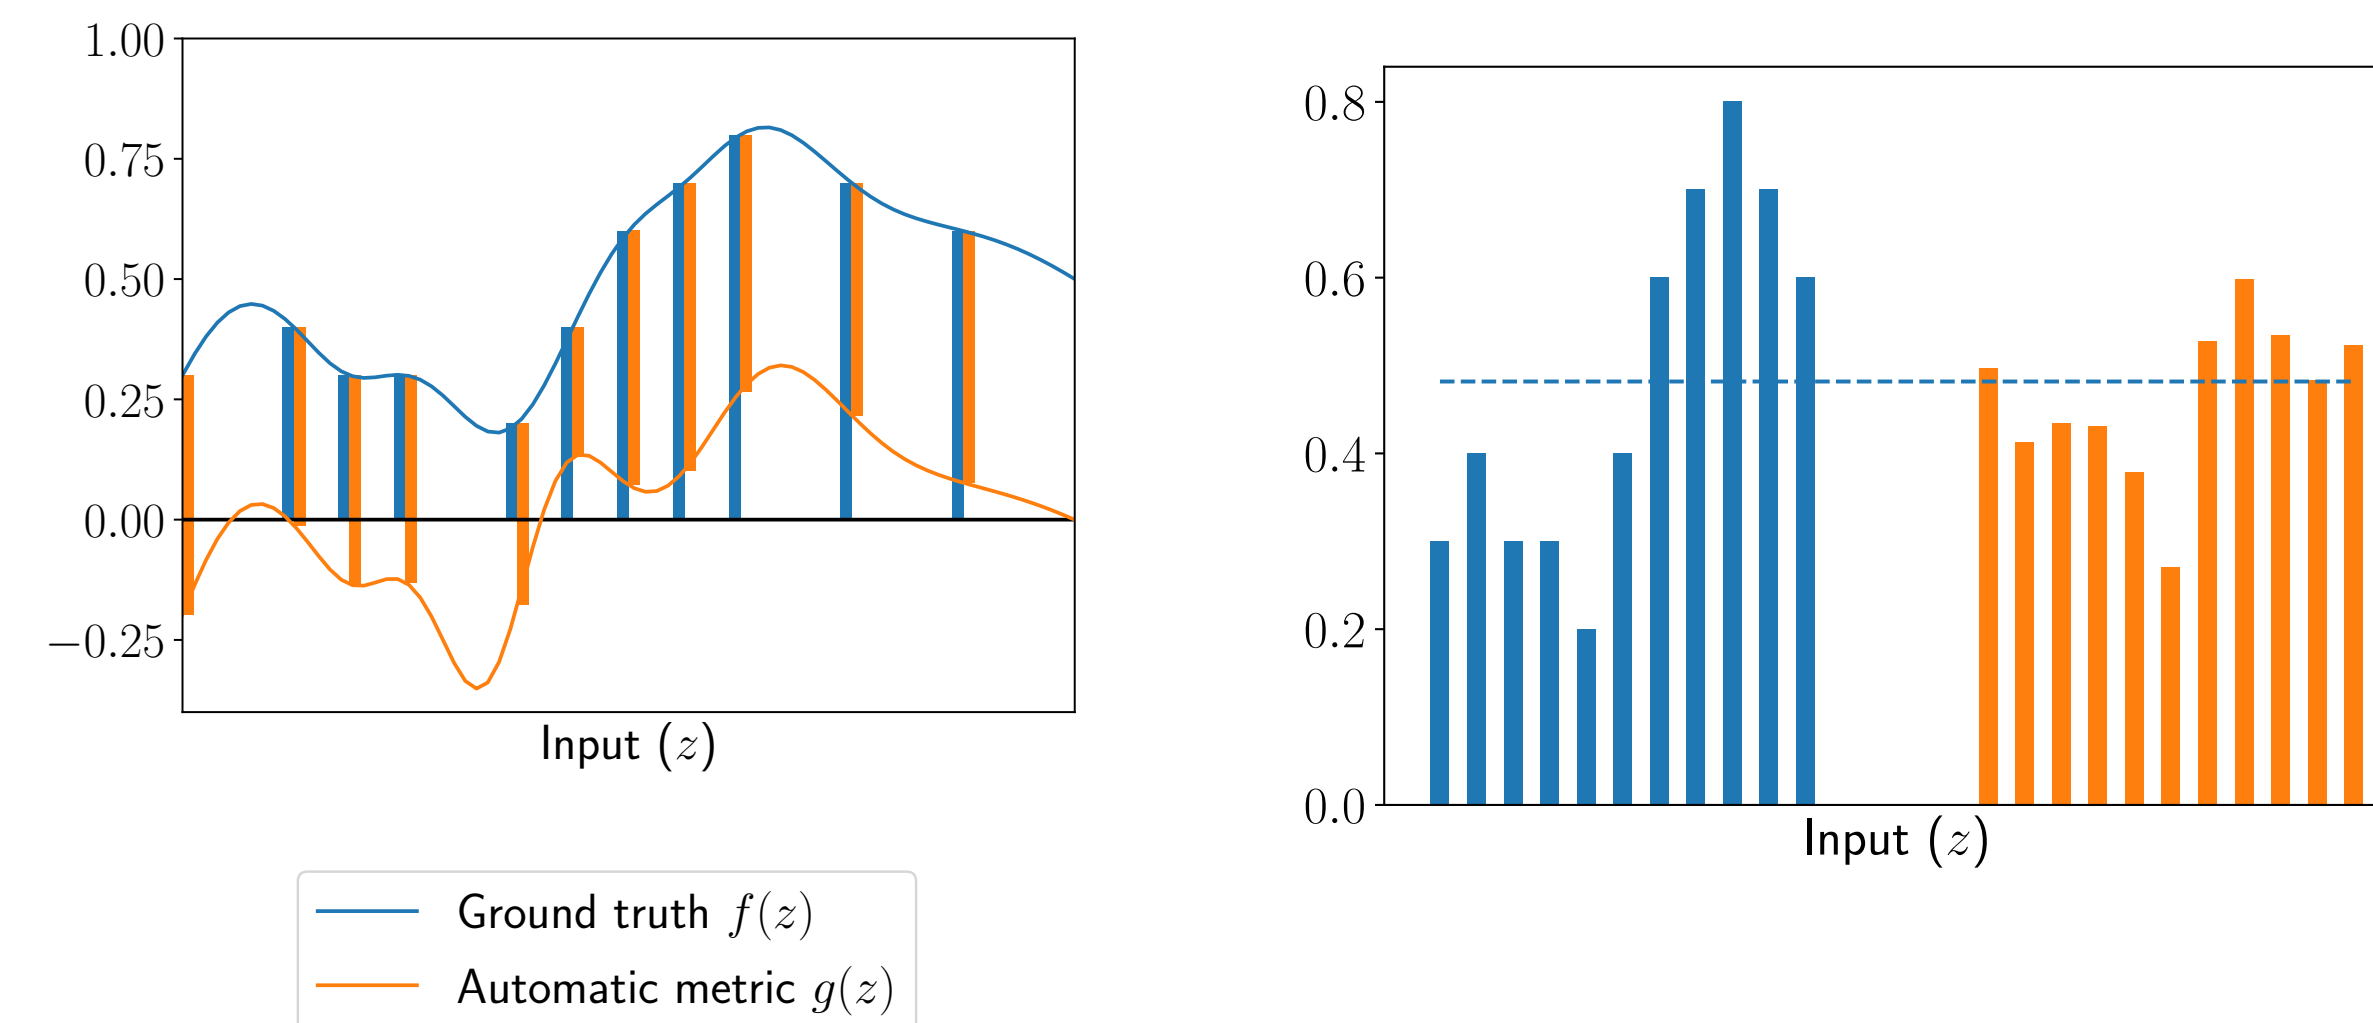 1.00
0.75
0.50
0.25
0.00
−0.25
Input (z)
Ground truth f(z)
Automatic metric g(z)
0.8
0.6
0.4
0.2
0.0
Input (z)